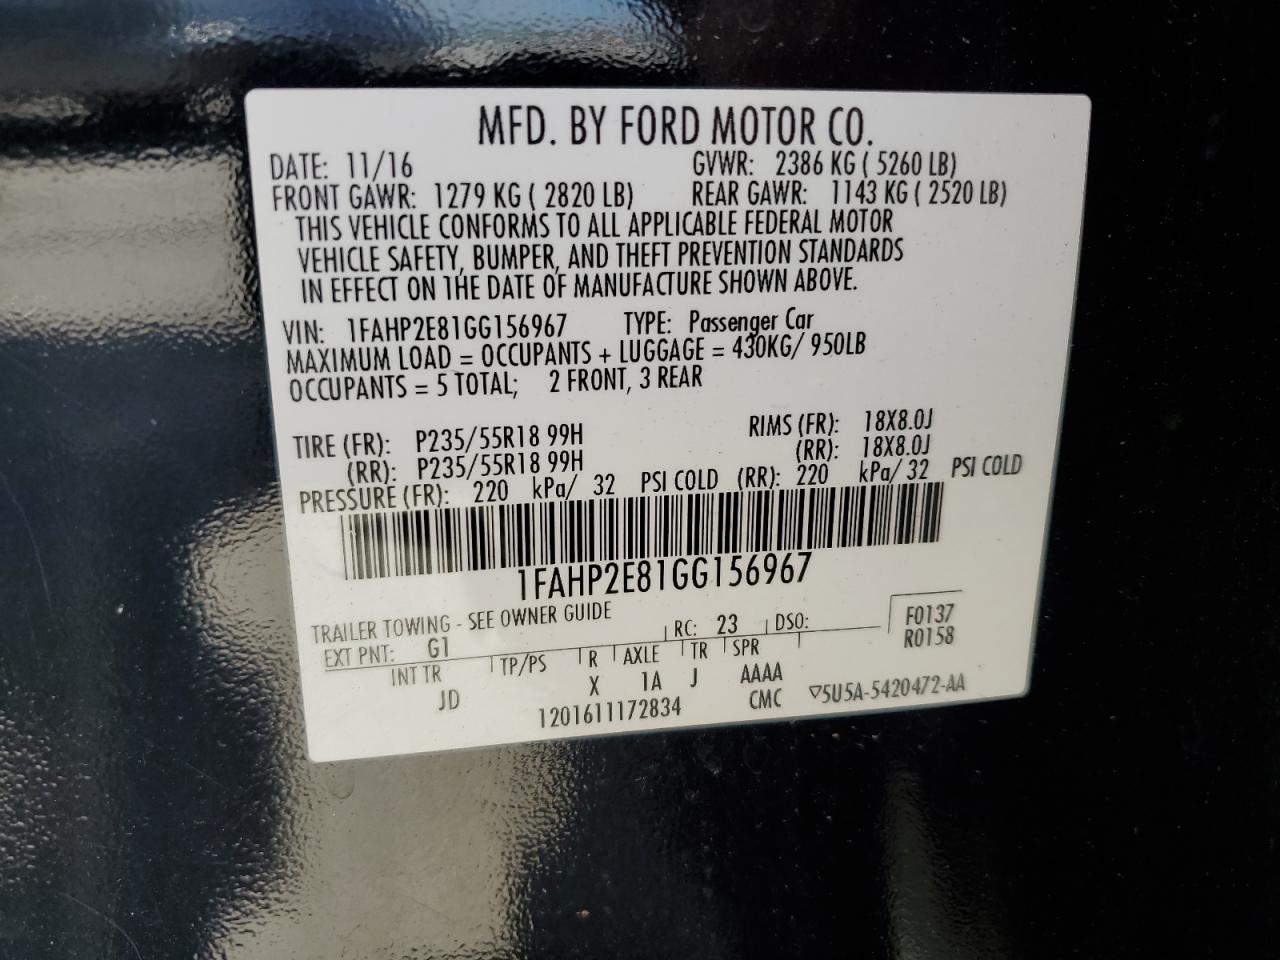 MFD. BY FORD MOTOR CO.
DATE: 11/16 GVWR: 2386 KG ( 5260 LB)
FRONT GAWR: 1279 KG ( 2820 LB) REAR GAWR: 1143 KG ( 2520 LB)
THIS VEHICLE CONFORMS TO ALL APPLICABLE FEDERAL MOTOR
VEHICLE SAFETY, BUMPER, AND THEFT PREVENTION STANDARDS
IN EFFECT ON THE DATE OF MANUFACTURE SHOWN ABOVE.
VIN: 1FAHP2E81GG156967 TYPE: Passenger Car
MAXIMUM LOAD = OCCUPANTS + LUGGAGE = 430KG/ 950LB
OCCUPANTS = 5 TOTAL; 2 FRONT, 3 REAR
TIRE (FR): P235/55R18 99H RIMS (FR): 18X8.0J
(RR): P235/55R18 99H (RR): 18X8.0J
PRESSURE (FR): 220 kPa/ 32 PSI COLD (RR): 220 kPa/ 32 PSI COLD
1FAHP2E81GG156967
TRAILER TOWING - SEE OWNER GUIDE
EXT PNT: G1 RC: 23 DSO: F0137
R0158
INT TR TP/PS R AXLE TR SPR
JD X 1A J AAAA
1201611172834 CMC ▽5U5A-5420472-AA